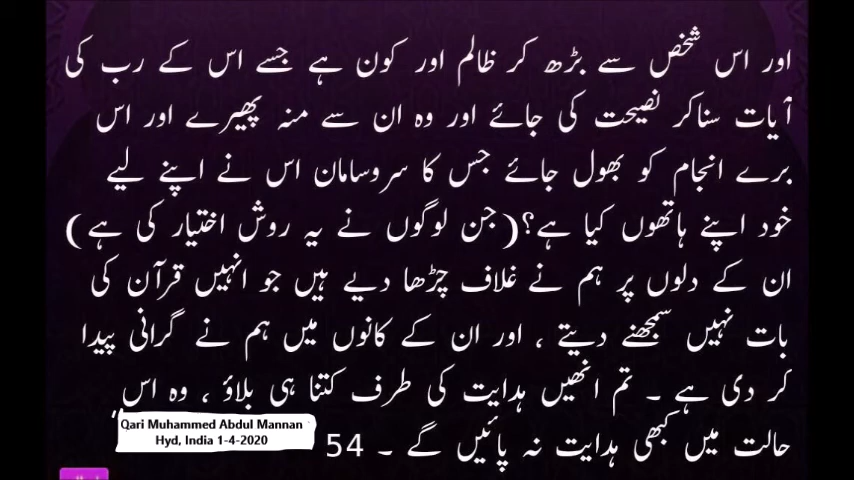 اور اس شخص سے بڑھ کر ظالم اور کون ہے جسے اس کے رب کی
آیات سناکر نصیحت کی جائے اور وہ ان سے منہ پھیرے اور اس
برے انجام کو بھول جائے جس کا سروسامان اس نے اپنے لیے
خود اپنے ہاتھوں کیا ہے؟(جن لوگوں نے یہ روش اختیار کی ہے)
ان کے دلوں پر ہم نے غلاف چڑھا دیے ہیں جو انہیں قرآن کی
بات نہیں سمجھنے دیتے ، اور ان کے کانوں میں ہم نے گرانی پیدا
کر دی ہے ۔ تم انھیں ہدایت کی طرف کتنا ہی بلاؤ ، وہ اس
حالت میں کبھی ہدایت نہ پائیں گے ۔ 54
Qari Muhammed Abdul Mannan
Hyd, India 1-4-2020